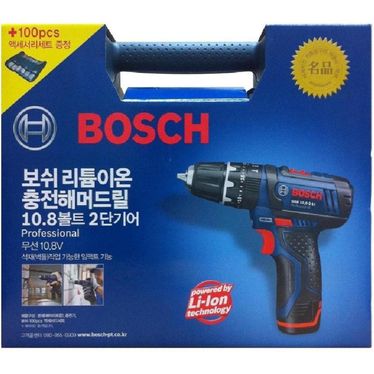 +100pcs
액세서리세트 증정
名品
BOSCH
보쉬 리튬이온
충전해머드릴
10.8볼트 2단기어
Professional
무선 10.8V
석재(벽돌)작업 가능한 임팩트 기능
BOSCH
powered by
Li-Ion
technology
www.bosch-pt.co.kr